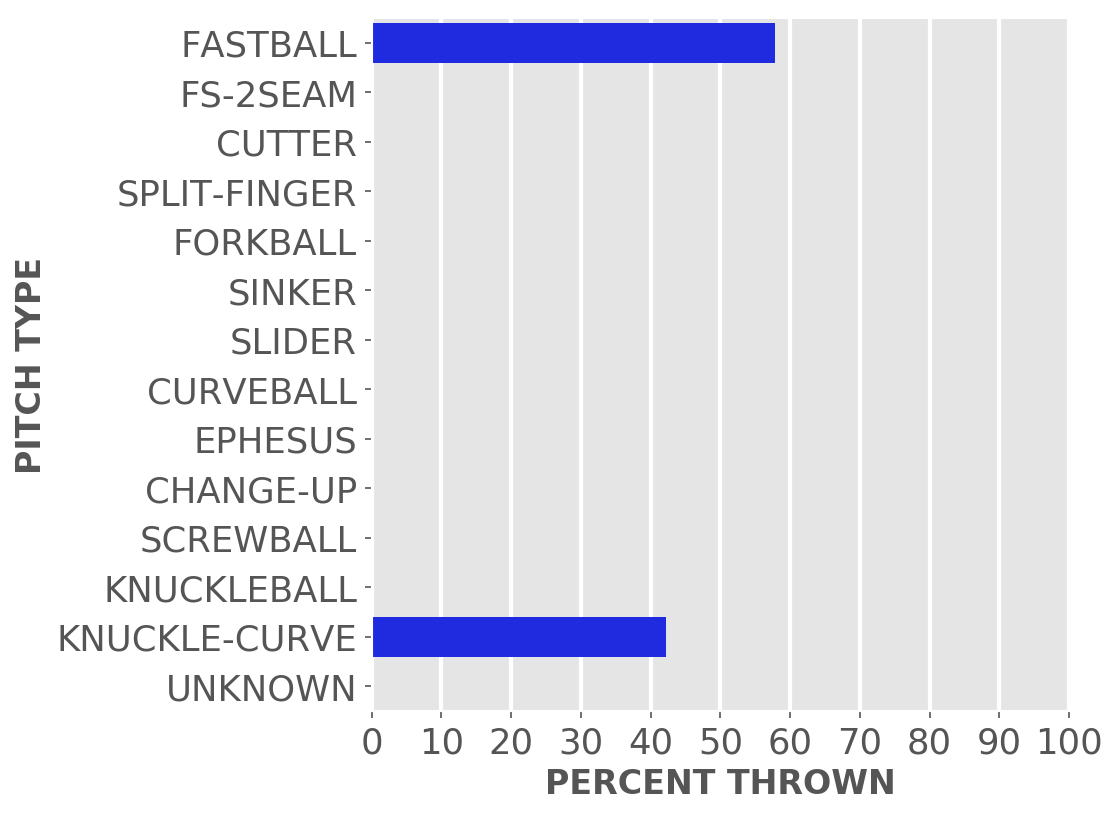 PITCH TYPE
FASTBALL
FS-2SEAM
CUTTER
SPLIT-FINGER
FORKBALL
SINKER
SLIDER
CURVEBALL
EPHESUS
CHANGE-UP
SCREWBALL
KNUCKLEBALL
KNUCKLE-CURVE
UNKNOWN
0 10 20 30 40 50 60 70 80 90 100
PERCENT THROWN